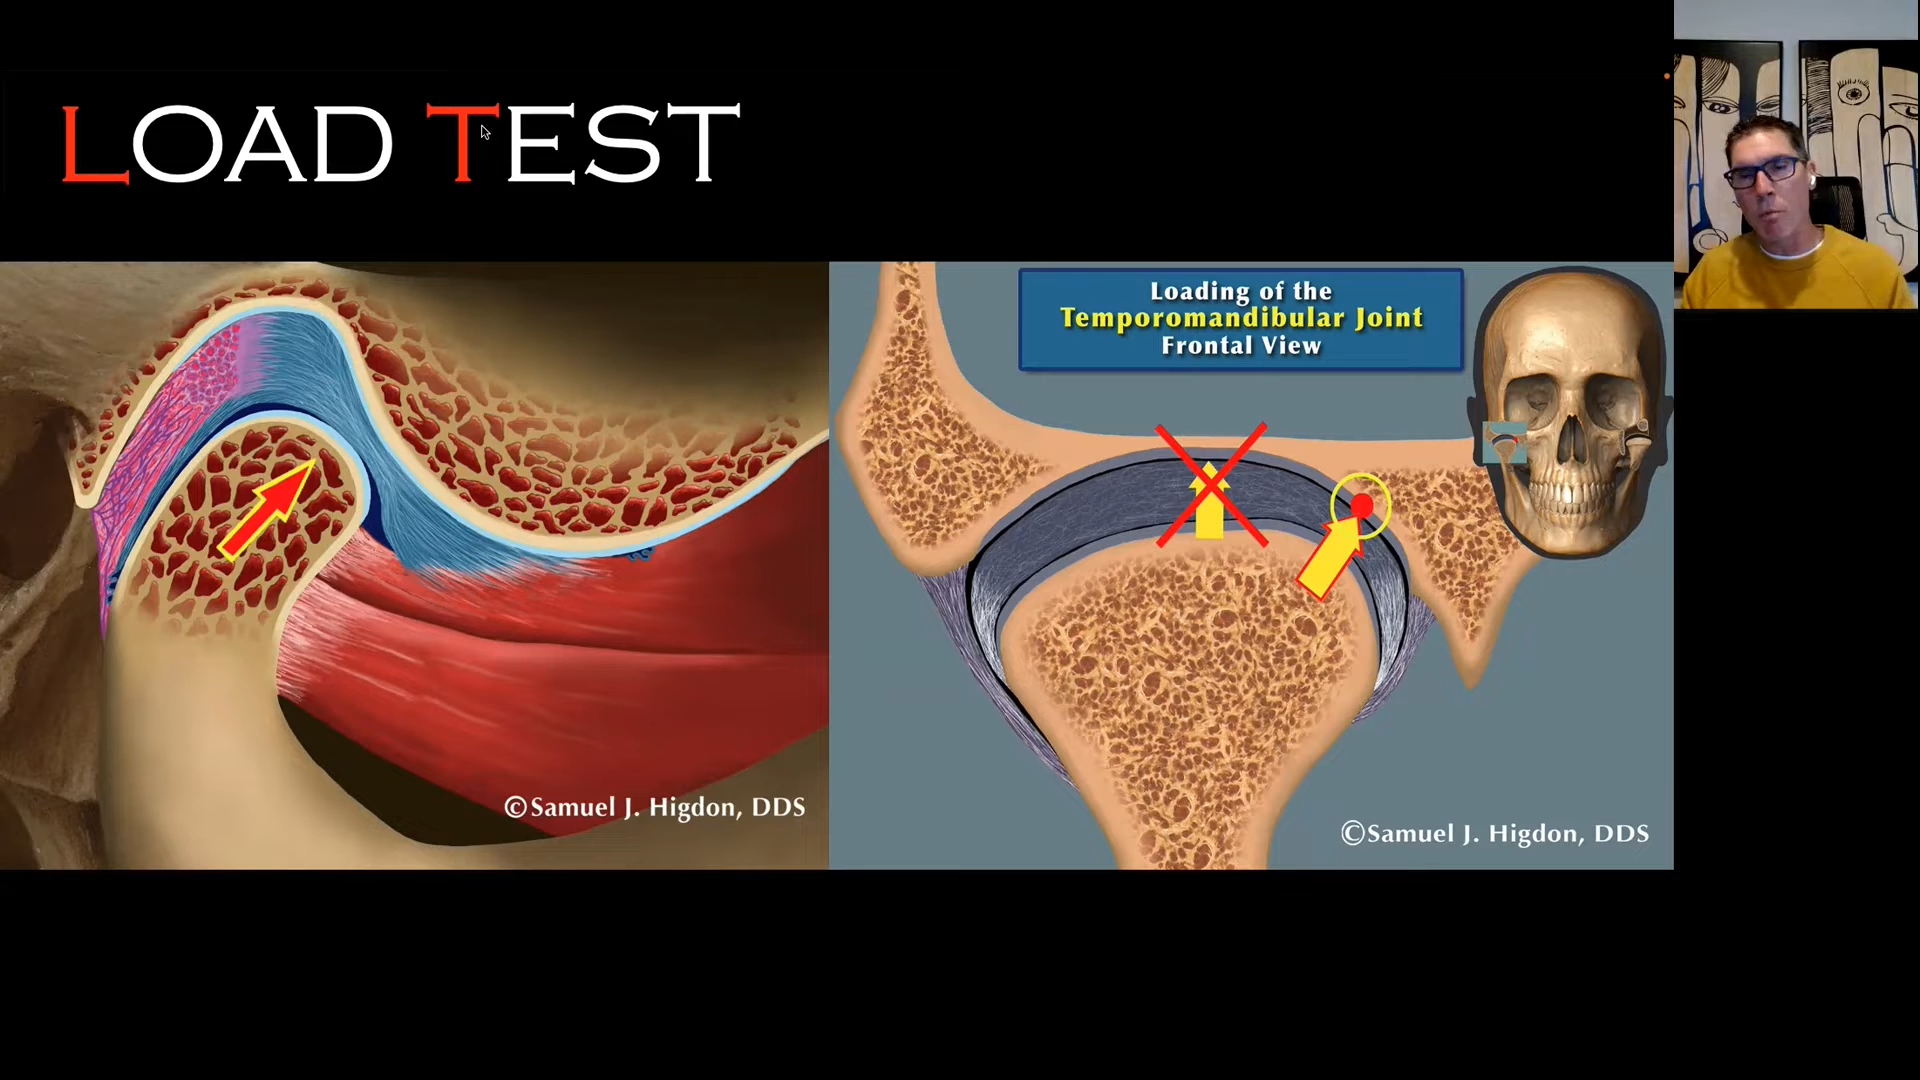 LOAD TEST
Loading of the
Temporomandibular Joint
Frontal View
©Samuel J. Higdon, DDS
©Samuel J. Higdon, DDS